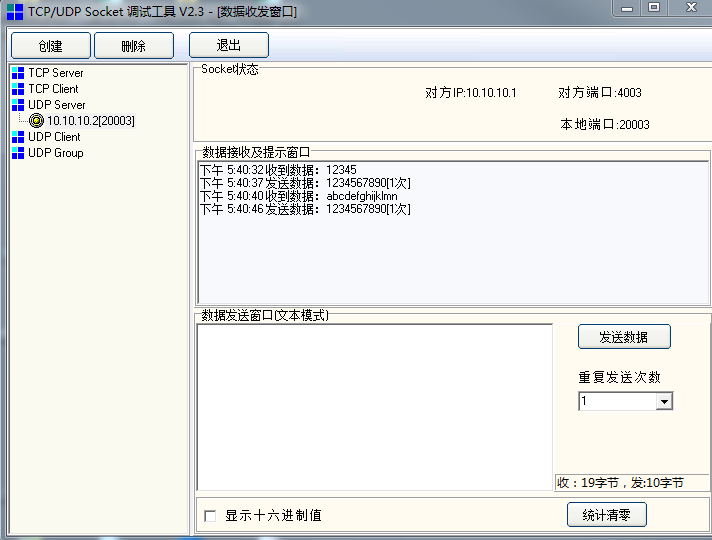 TCP/UDP Socket 调试工具 V2.3 - [数据收发窗口]
创建 删除 退出
TCP Server
TCP Client
UDP Server
10.10.10.2[20003]
UDP Client
UDP Group
Socket状态
对方IP:10.10.10.1 对方端口:4003
本地端口:20003
数据接收及提示窗口
下午 5:40:32 收到数据：12345
下午 5:40:37 发送数据：1234567890[1次]
下午 5:40:40 收到数据：abcdefghijklmn
下午 5:40:46 发送数据：1234567890[1次]
数据发送窗口(文本模式)
发送数据
重复发送次数
1
收：19字节，发:10字节
显示十六进制值
统计清零